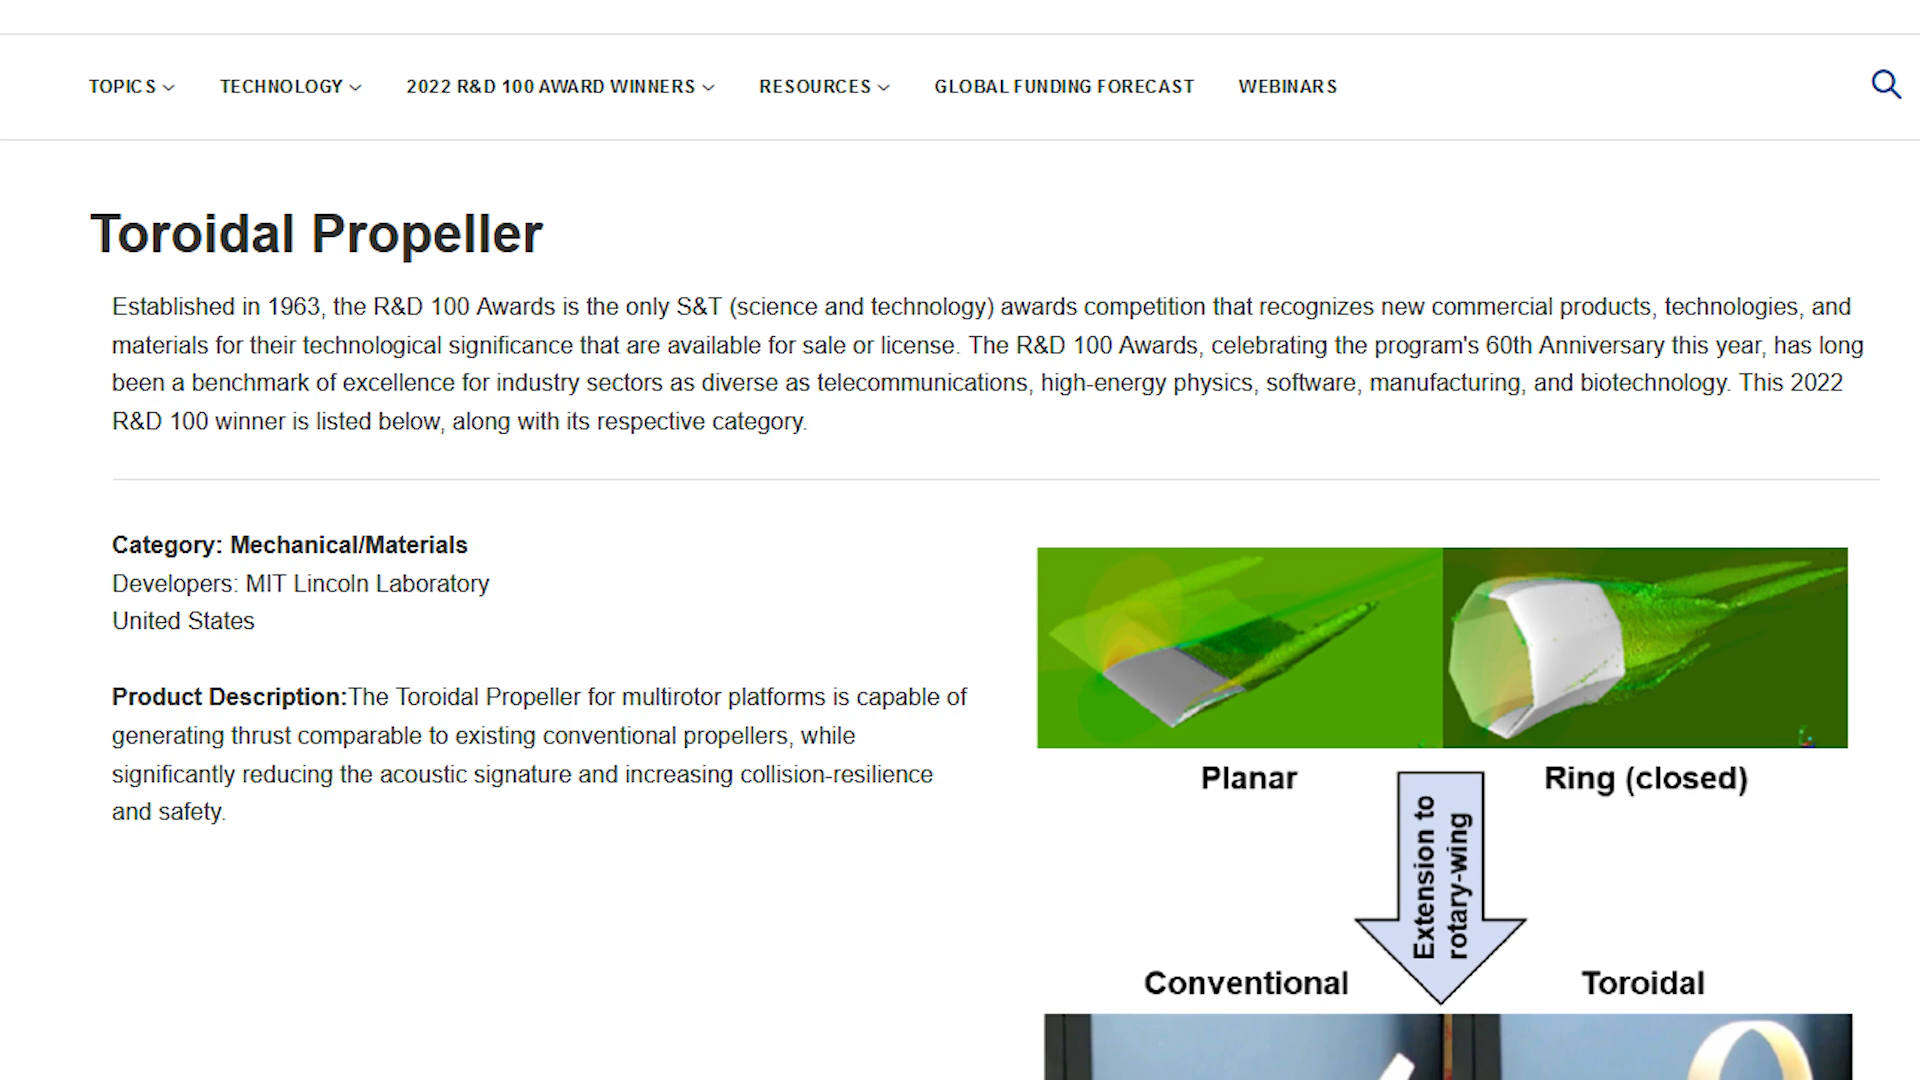 TOPICS TECHNOLOGY 2022 R&D 100 AWARD WINNERS RESOURCES GLOBAL FUNDING FORECAST WEBINARS
Toroidal Propeller
Established in 1963, the R&D 100 Awards is the only S&T (science and technology) awards competition that recognizes new commercial products, technologies, and
materials for their technological significance that are available for sale or license. The R&D 100 Awards, celebrating the program's 60th Anniversary this year, has long
been a benchmark of excellence for industry sectors as diverse as telecommunications, high-energy physics, software, manufacturing, and biotechnology. This 2022
R&D 100 winner is listed below, along with its respective category.
Category: Mechanical/Materials
Developers: MIT Lincoln Laboratory
United States
Product Description:The Toroidal Propeller for multirotor platforms is capable of
generating thrust comparable to existing conventional propellers, while
significantly reducing the acoustic signature and increasing collision-resilience
and safety.
Planar Ring (closed)
Extension to
rotary-wing
Conventional Toroidal